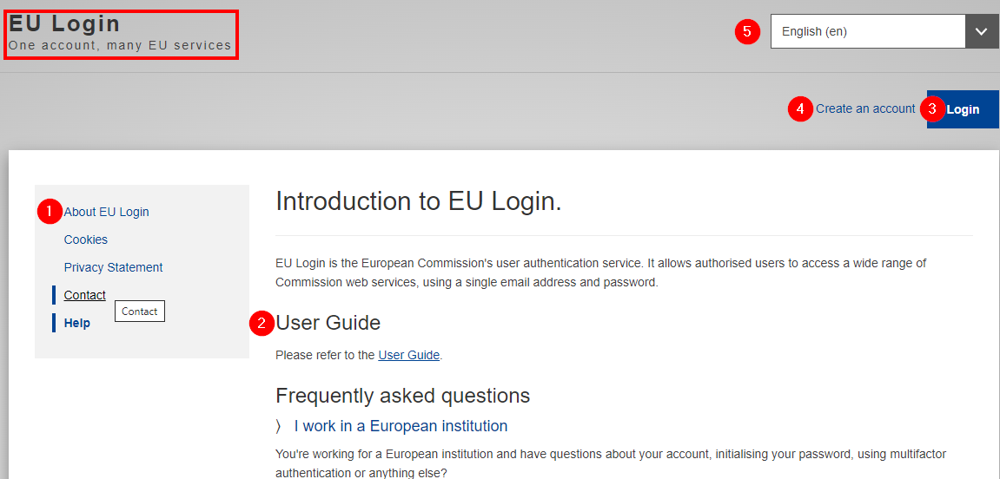 EU Login
One account, many EU services
5
English (en)
4 Create an account
3 Login
1 About EU Login
Cookies
Privacy Statement
Contact
Contact
Help
Introduction to EU Login.
EU Login is the European Commission's user authentication service. It allows authorised users to access a wide range of
Commission web services, using a single email address and password.
2 User Guide
Please refer to the User Guide.
Frequently asked questions
〉 I work in a European institution
You're working for a European institution and have questions about your account, initialising your password, using multifactor
authentication or anything else?